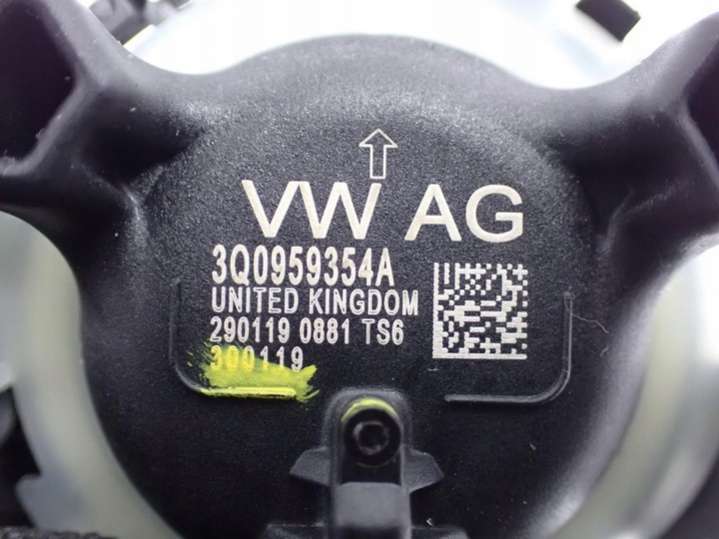 VW AG
3Q0959354A
UNITED KINGDOM
290119 0881 TS6
300119